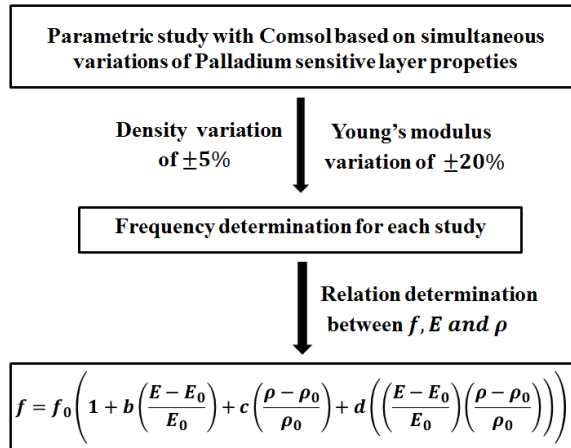 Parametric study with Comsol based on simultaneous
variations of Palladium sensitive layer propeties
Density variation
of ±5%
Young's modulus
variation of ±20%
Frequency determination for each study
Relation determination
between f, E and ρ
f = f₀(1 + b((E − E₀)/E₀) + c((ρ − ρ₀)/ρ₀) + d(((E − E₀)/E₀)((ρ − ρ₀)/ρ₀)))